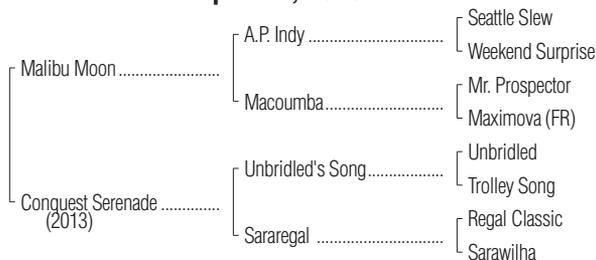 Seattle Slew
A.P. Indy
Weekend Surprise
Malibu Moon
Mr. Prospector
Macoumba
Maximova (FR)
Unbridled
Unbridled's Song
Trolley Song
Conquest Serenade
(2013)
Regal Classic
Sararegal
Sarawilha